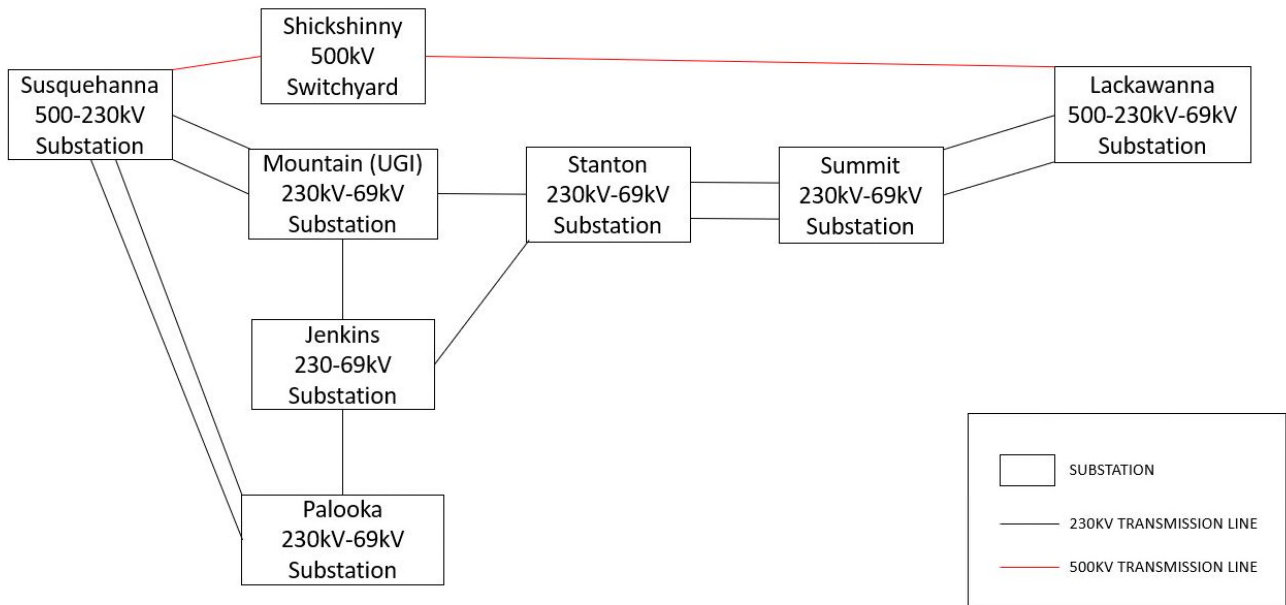 Shickshinny
500kV
Switchyard
Susquehanna
500-230kV
Substation
Lackawanna
500-230kV-69kV
Substation
Mountain (UGI)
230kV-69kV
Substation
Stanton
230kV-69kV
Substation
Summit
230kV-69kV
Substation
Jenkins
230-69kV
Substation
Palooka
230kV-69kV
Substation
SUBSTATION
230KV TRANSMISSION LINE
500KV TRANSMISSION LINE